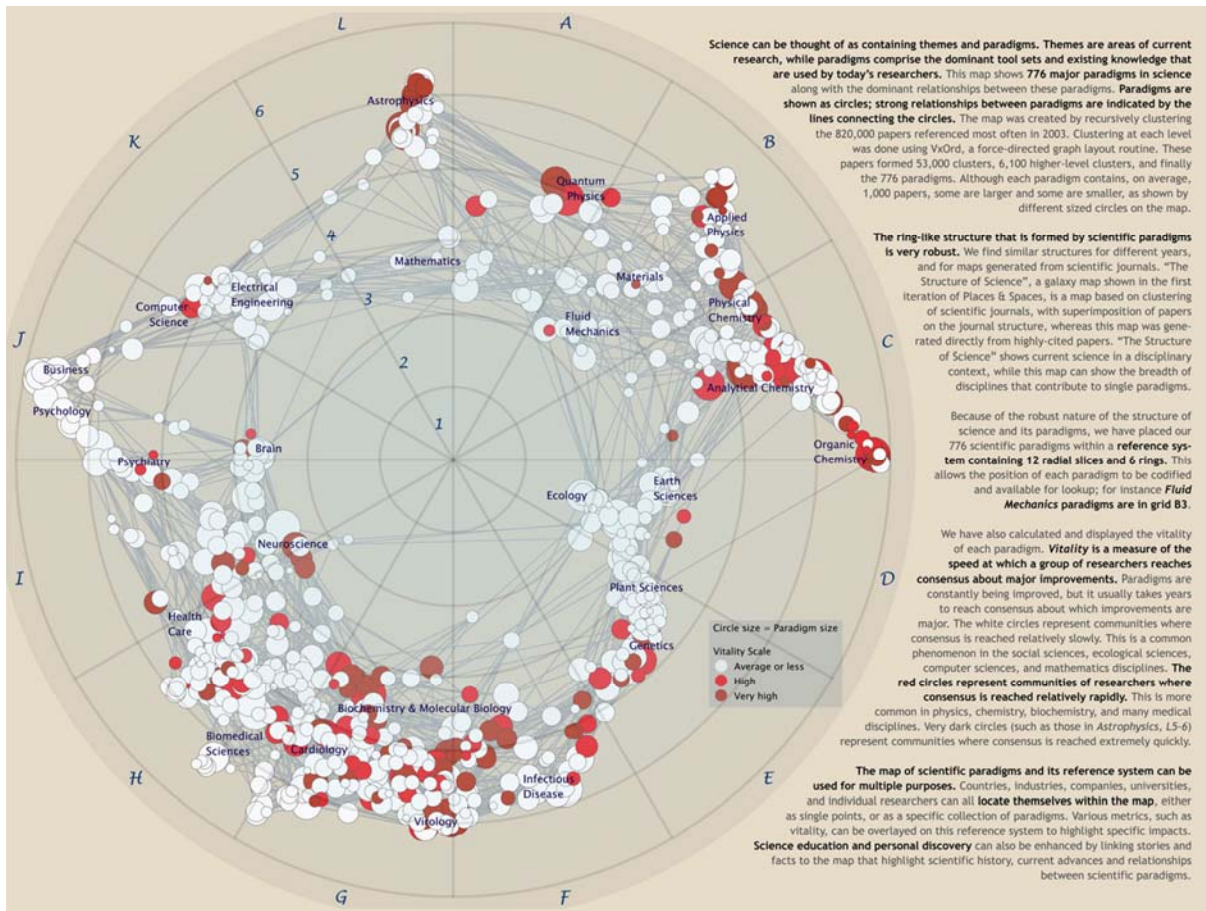 L
A
B
C
D
E
F
G
H
I
J
K
6
5
4
3
2
1
Astrophysics
Quantum
Physics
Applied
Physics
Mathematics
Materials
Electrical
Engineering
Computer
Science
Physical
Chemistry
Fluid
Mechanics
Business
Analytical Chemistry
Psychology
Organic
Chemistry
Brain
Psychiatry
Earth
Sciences
Ecology
Neuroscience
Plant Sciences
Health
Care
Genetics
Biochemistry & Molecular Biology
Biomedical
Sciences
Cardiology
Infectious
Disease
Virology
Circle size = Paradigm size
Vitality Scale
Average or less
High
Very high
Science can be thought of as containing themes and paradigms. Themes are areas of current
research, while paradigms comprise the dominant tool sets and existing knowledge that
are used by today's researchers. This map shows 776 major paradigms in science
along with the dominant relationships between these paradigms. Paradigms are
shown as circles; strong relationships between paradigms are indicated by the
lines connecting the circles. The map was created by recursively clustering
the 820,000 papers referenced most often in 2003. Clustering at each level
was done using VxOrd, a force-directed graph layout routine. These
papers formed 53,000 clusters, 6,100 higher-level clusters, and finally
the 776 paradigms. Although each paradigm contains, on average,
1,000 papers, some are larger and some are smaller, as shown by
different sized circles on the map.
The ring-like structure that is formed by scientific paradigms
is very robust. We find similar structures for different years,
and for maps generated from scientific journals. "The
Structure of Science", a galaxy map shown in the first
iteration of Places & Spaces, is a map based on clustering
of scientific journals, with superimposition of papers
on the journal structure, whereas this map was gene-
rated directly from highly-cited papers. "The Structure
of Science" shows current science in a disciplinary
context, while this map can show the breadth of
disciplines that contribute to single paradigms.
Because of the robust nature of the structure of
science and its paradigms, we have placed our
776 scientific paradigms within a reference sys-
tem containing 12 radial slices and 6 rings. This
allows the position of each paradigm to be codified
and available for lookup; for instance Fluid
Mechanics paradigms are in grid B3.
We have also calculated and displayed the vitality
of each paradigm. Vitality is a measure of the
speed at which a group of researchers reaches
consensus about major improvements. Paradigms are
constantly being improved, but it usually takes years
to reach consensus about which improvements are
major. The white circles represent communities where
consensus is reached relatively slowly. This is a common
phenomenon in the social sciences, ecological sciences,
computer sciences, and mathematics disciplines. The
red circles represent communities of researchers where
consensus is reached relatively rapidly. This is more
common in physics, chemistry, biochemistry, and many medical
disciplines. Very dark circles (such as those in Astrophysics, L5-6)
represent communities where consensus is reached extremely quickly.
The map of scientific paradigms and its reference system can be
used for multiple purposes. Countries, industries, companies, universities,
and individual researchers can all locate themselves within the map, either
as single points, or as a specific collection of paradigms. Various metrics, such as
vitality, can be overlayed on this reference system to highlight specific impacts.
Science education and personal discovery can also be enhanced by linking stories and
facts to the map that highlight scientific history, current advances and relationships
between scientific paradigms.